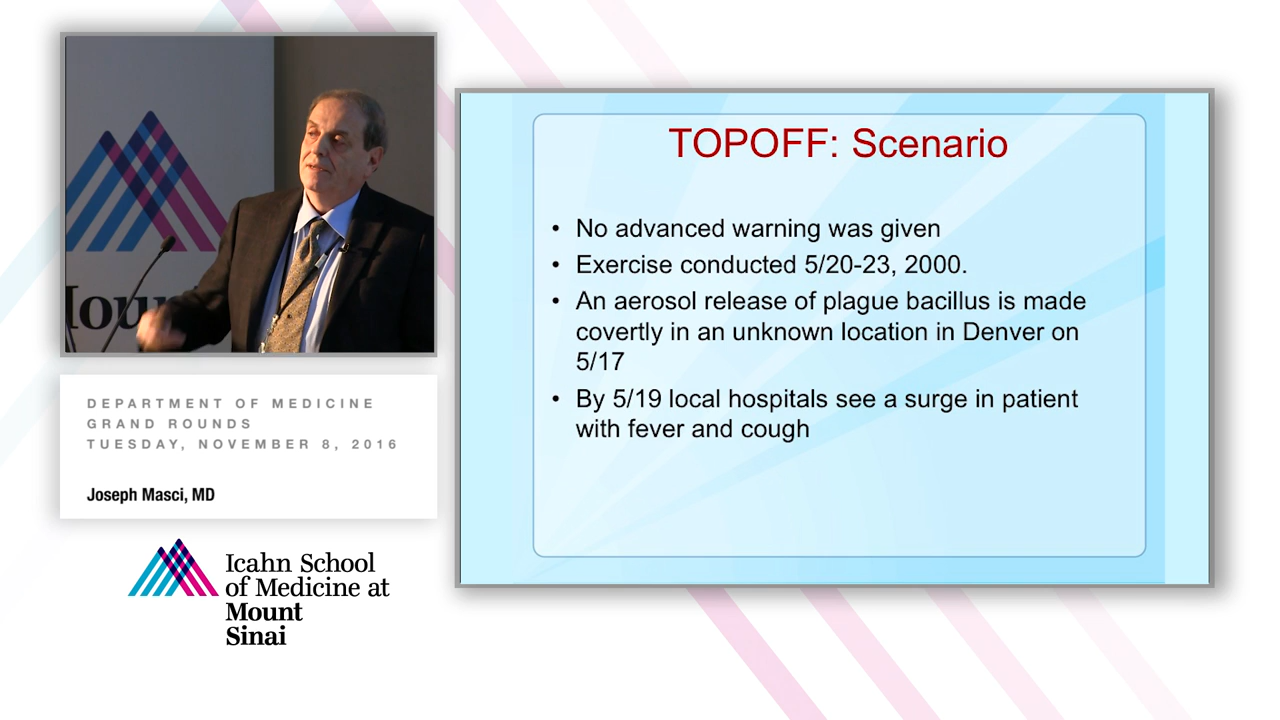 TOPOFF: Scenario
• No advanced warning was given
• Exercise conducted 5/20-23, 2000.
• An aerosol release of plague bacillus is made
covertly in an unknown location in Denver on
5/17
• By 5/19 local hospitals see a surge in patient
with fever and cough
DEPARTMENT OF MEDICINE
GRAND ROUNDS
TUESDAY, NOVEMBER 8, 2016
Joseph Masci, MD
Icahn School
of Medicine at
Mount
Sinai